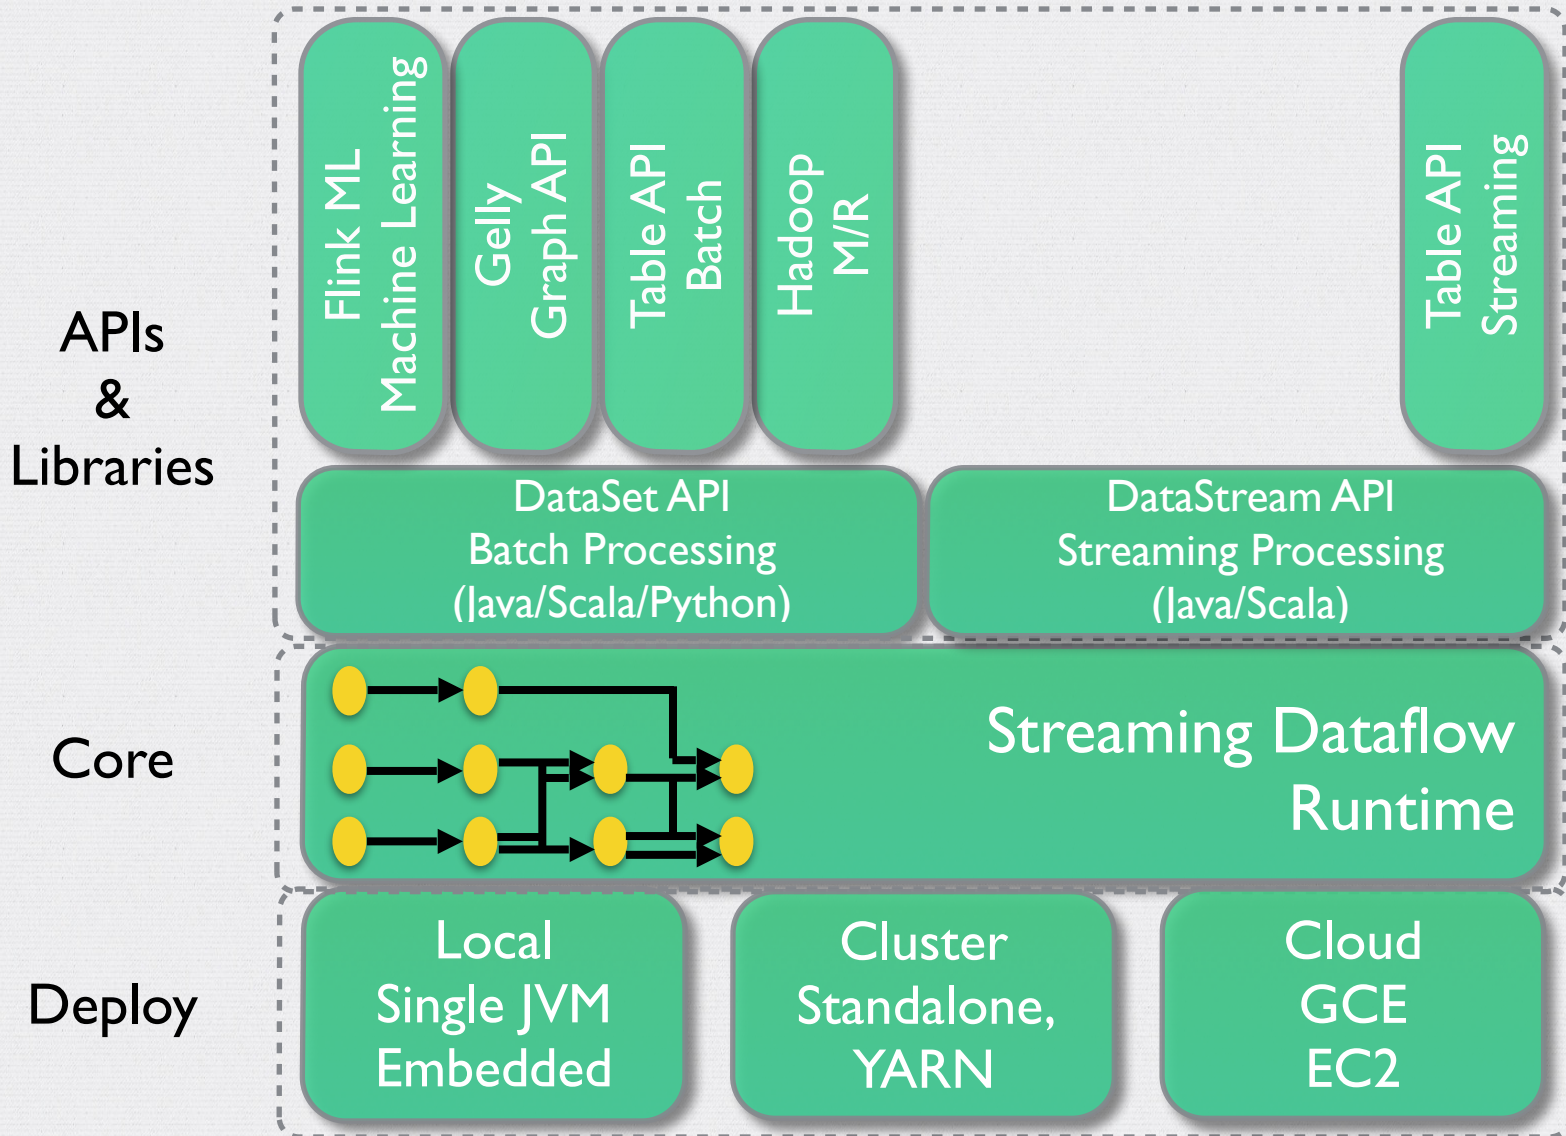 Flink ML
Machine Learning
Gelly
Graph API
Table API
Batch
Hadoop
M/R
Table API
Streaming
APIs
&
Libraries
DataSet API
Batch Processing
(Java/Scala/Python)
DataStream API
Streaming Processing
(Java/Scala)
Core
Streaming Dataflow
Runtime
Deploy
Local
Single JVM
Embedded
Cluster
Standalone,
YARN
Cloud
GCE
EC2